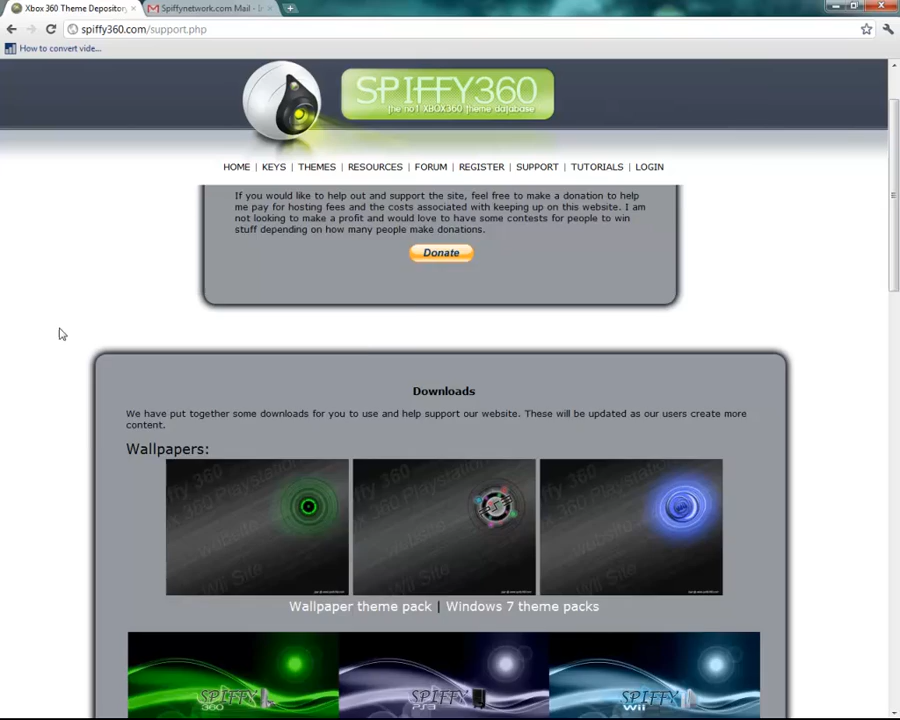 Xbox 360 Theme Depository
Spiffynetwork.com Mail - In
spiffy360.com/support.php
How to convert vide...
SPIFFY360
the no1 XBOX360 theme database
HOME | KEYS | THEMES | RESOURCES | FORUM | REGISTER | SUPPORT | TUTORIALS | LOGIN
If you would like to help out and support the site, feel free to make a donation to help
me pay for hosting fees and the costs associated with keeping up on this website. I am
not looking to make a profit and would love to have some contests for people to win
stuff depending on how many people make donations.
Donate
Downloads
We have put together some downloads for you to use and help support our website. These will be updated as our users create more
content.
Wallpapers:
Wallpaper theme pack | Windows 7 theme packs
SPIFFY 360
SPIFFY PS3
SPIFFY Wii